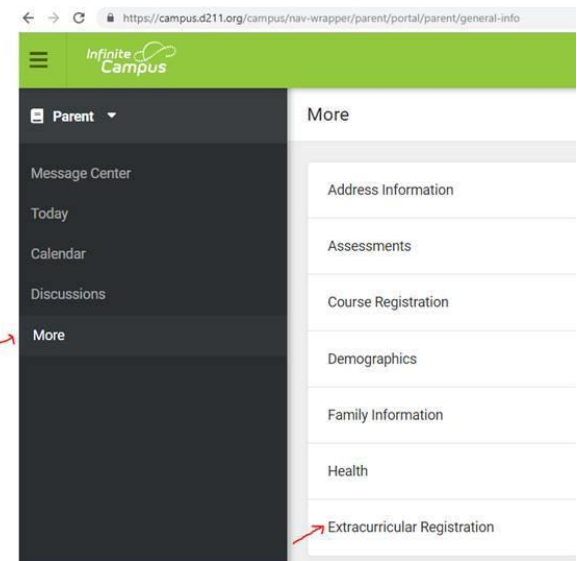 https://campus.d211.org/campus/nav-wrapper/parent/portal/parent/general-info
Infinite
Campus
Parent
More
Message Center
Today
Calendar
Discussions
More
Address Information
Assessments
Course Registration
Demographics
Family Information
Health
Extracurricular Registration